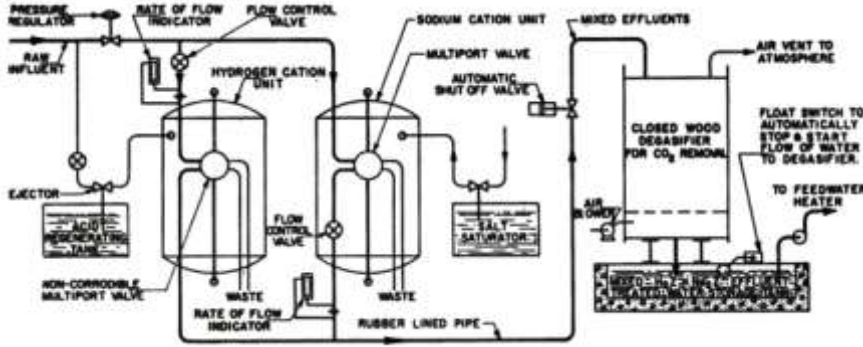 PRESSURE
REGULATOR
RATE OF FLOW
INDICATOR
FLOW CONTROL
VALVE
SODIUM CATION UNIT
MIXED EFFLUENTS
RAW
INFLUENT
HYDROGEN CATION
UNIT
MULTIPORT VALVE
AUTOMATIC
SHUT OFF VALVE
AIR VENT TO
ATMOSPHERE
CLOSED WOOD
DEGASIFIER
FOR CO₂ REMOVAL
FLOAT SWITCH TO
AUTOMATICALLY
STOP & START
FLOW OF WATER
TO DEGASIFIER.
EJECTOR
ACID
REGENERATING
TANK
FLOW
CONTROL
VALVE
SALT
SATURATOR
AIR
BLOWER
TO FEEDWATER
HEATER
NON-CORRODIBLE
MULTIPORT VALVE
WASTE
WASTE
RATE OF FLOW
INDICATOR
RUBBER LINED PIPE
EFFLUENT